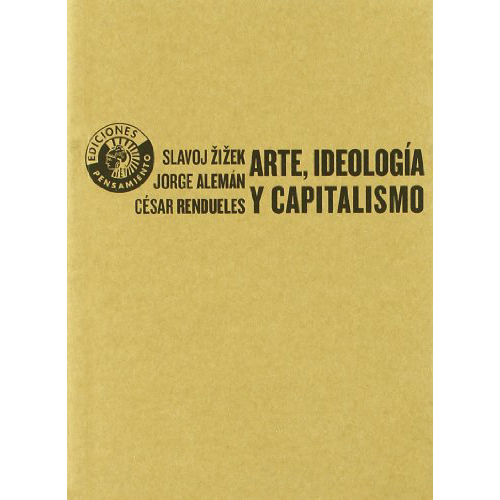 EDICIONES
PENSAMIENTO
SLAVOJ ŽIŽEK
JORGE ALEMÁN
CÉSAR RENDUELES
ARTE, IDEOLOGÍA
Y CAPITALISMO